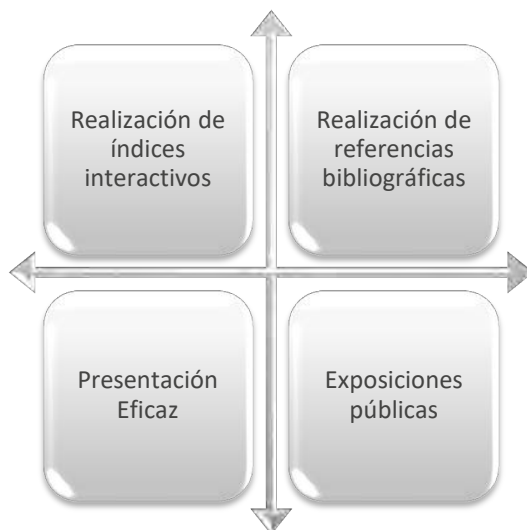 Realización de
índices
interactivos
Realización de
referencias
bibliográficas
Presentación
Eficaz
Exposiciones
públicas